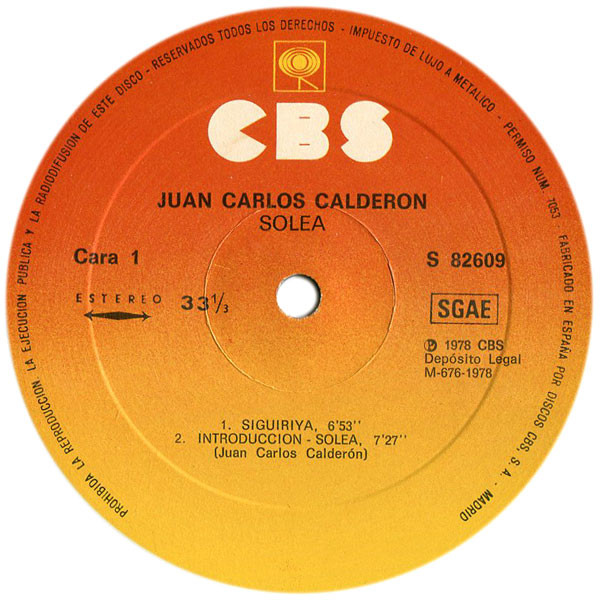 PROHIBIDA LA REPRODUCCION, LA EJECUCION PUBLICA Y LA RADIODIFUSION DE ESTE DISCO - RESERVADOS TODOS LOS DERECHOS - IMPUESTO DE LUJO A METALICO - PERMISO NUM. 7053 - FABRICADO EN ESPAÑA POR DISCOS CBS, S. A. - MADRID
CBS
JUAN CARLOS CALDERON
SOLEA
Cara 1
S 82609
ESTEREO 33 1/3
SGAE
Ⓟ 1978 CBS
Depósito Legal
M-676-1978
1. SIGUIRIYA, 6'53''
2. INTRODUCCION - SOLEA, 7'27''
(Juan Carlos Calderón)